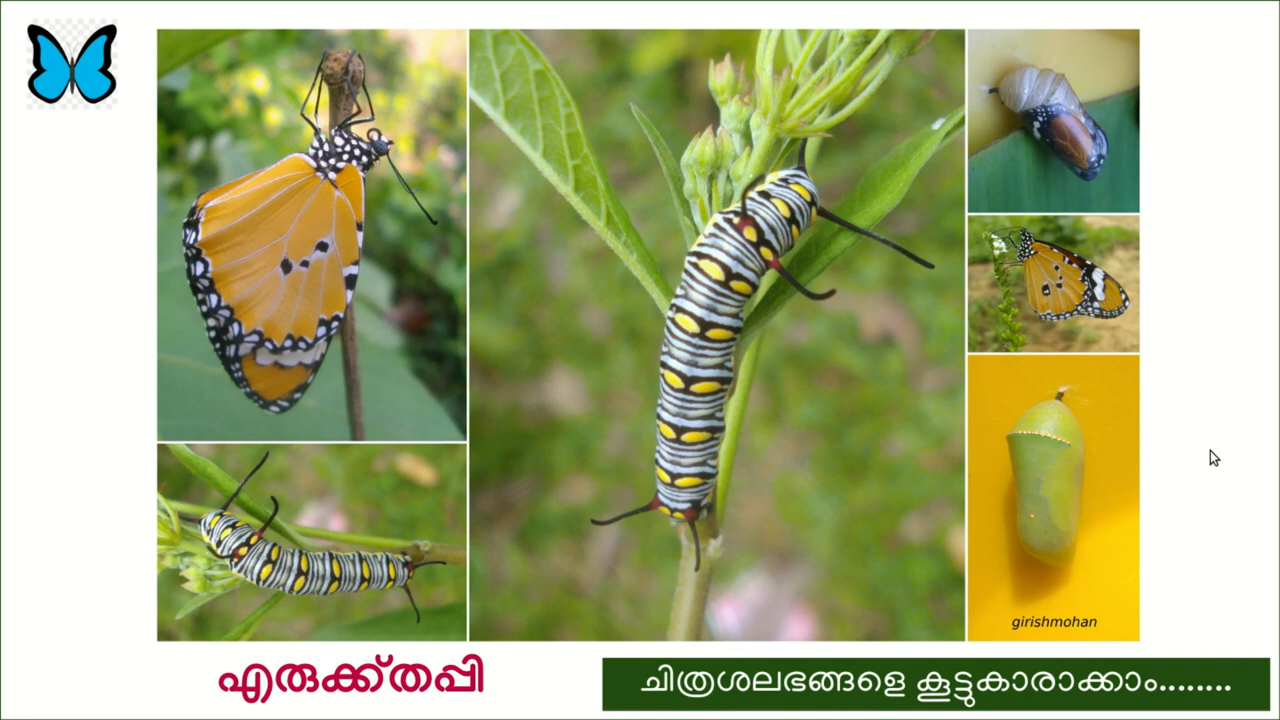 girishmohan
എരുക്ക്തപ്പി
ചിത്രശലഭങ്ങളെ കൂട്ടുകാരാക്കാം........